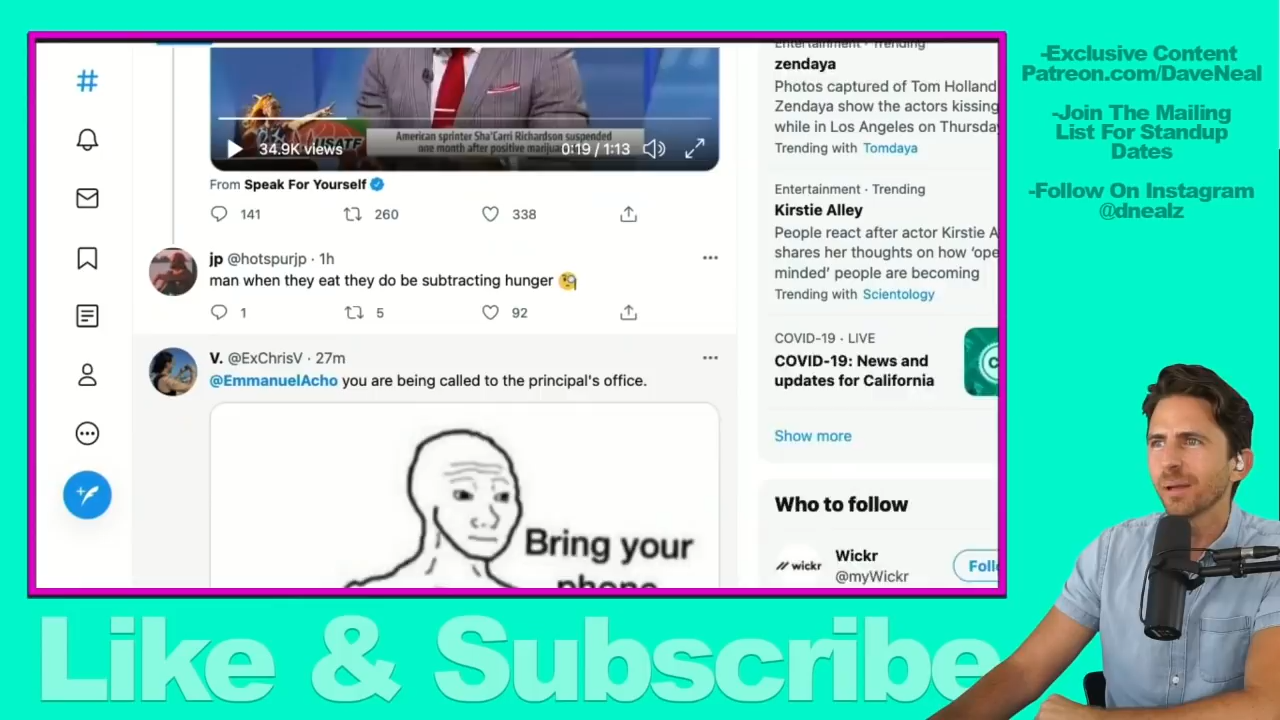 American sprinter Sha'Carri Richardson suspended
one month after positive mariju
34.9K views
0:19 / 1:13
From Speak For Yourself
141 260 338
jp @hotspurjp · 1h
man when they eat they do be subtracting hunger
1 5 92
V. @ExChrisV · 27m
@EmmanuelAcho you are being called to the principal's office.
Bring your
phone
Entertainment · Trending
zendaya
Photos captured of Tom Holland
Zendaya show the actors kissing
while in Los Angeles on Thursda
Trending with Tomdaya
Entertainment · Trending
Kirstie Alley
People react after actor Kirstie A
shares her thoughts on how 'ope
minded' people are becoming
Trending with Scientology
COVID-19 · LIVE
COVID-19: News and
updates for California
Show more
Who to follow
wickr
Wickr
@myWickr
Foll
-Exclusive Content
Patreon.com/DaveNeal
-Join The Mailing
List For Standup
Dates
-Follow On Instagram
@dnealz
Like & Subscribe